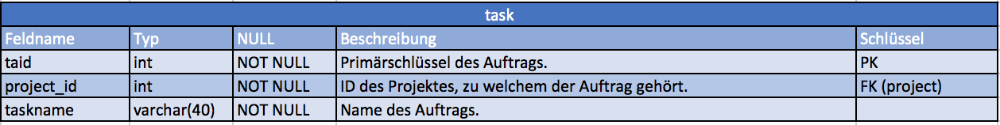 task
Feldname Typ NULL Beschreibung Schlüssel
taid int NOT NULL Primärschlüssel des Auftrags. PK
project_id int NOT NULL ID des Projektes, zu welchem der Auftrag gehört. FK (project)
taskname varchar(40) NOT NULL Name des Auftrags.